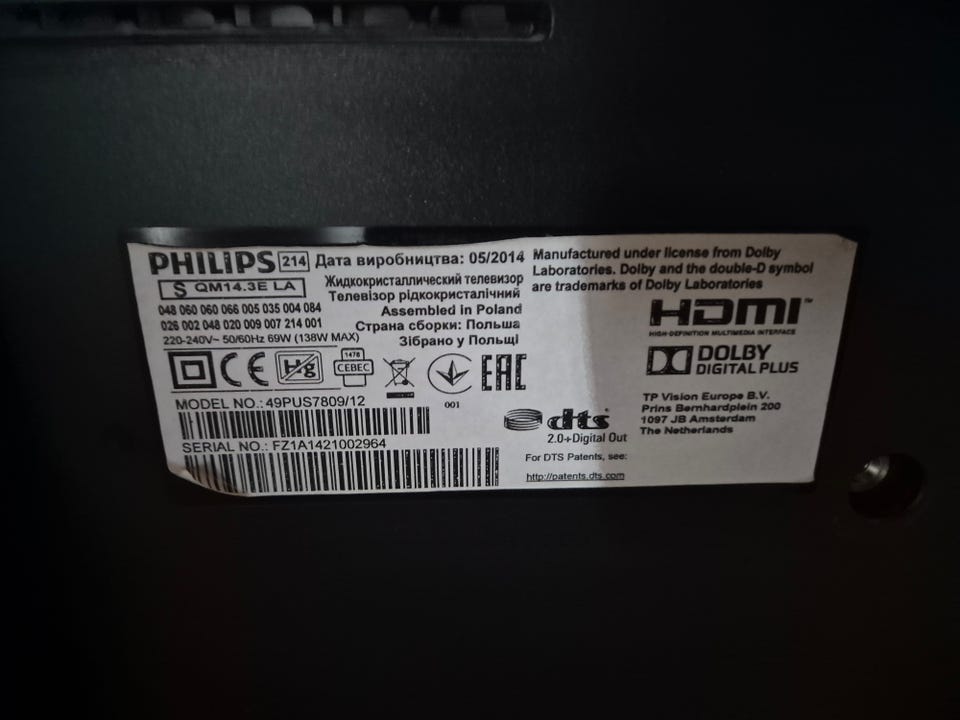 PHILIPS 214 Дата виробництва: 05/2014
S QM14.3E LA
048 060 060 066 005 035 004 084
026 002 048 020 009 007 214 001
220-240V~ 50/60Hz 69W (138W MAX)
Жидкокристаллический телевизор
Телевізор рідкокристалічний
Assembled in Poland
Страна сборки: Польша
Зібрано у Польщі
CE Hg 1478 CEBEC 001 EAC
MODEL NO.: 49PUS7809/12
SERIAL NO.: FZ1A1421002964
Manufactured under license from Dolby
Laboratories. Dolby and the double-D symbol
are trademarks of Dolby Laboratories
HDMI™
HIGH-DEFINITION MULTIMEDIA INTERFACE
DOLBY
DIGITAL PLUS
dts
2.0+Digital Out
For DTS Patents, see:
http://patents.dts.com
TP Vision Europe B.V.
Prins Bernhardplein 200
1097 JB Amsterdam
The Netherlands